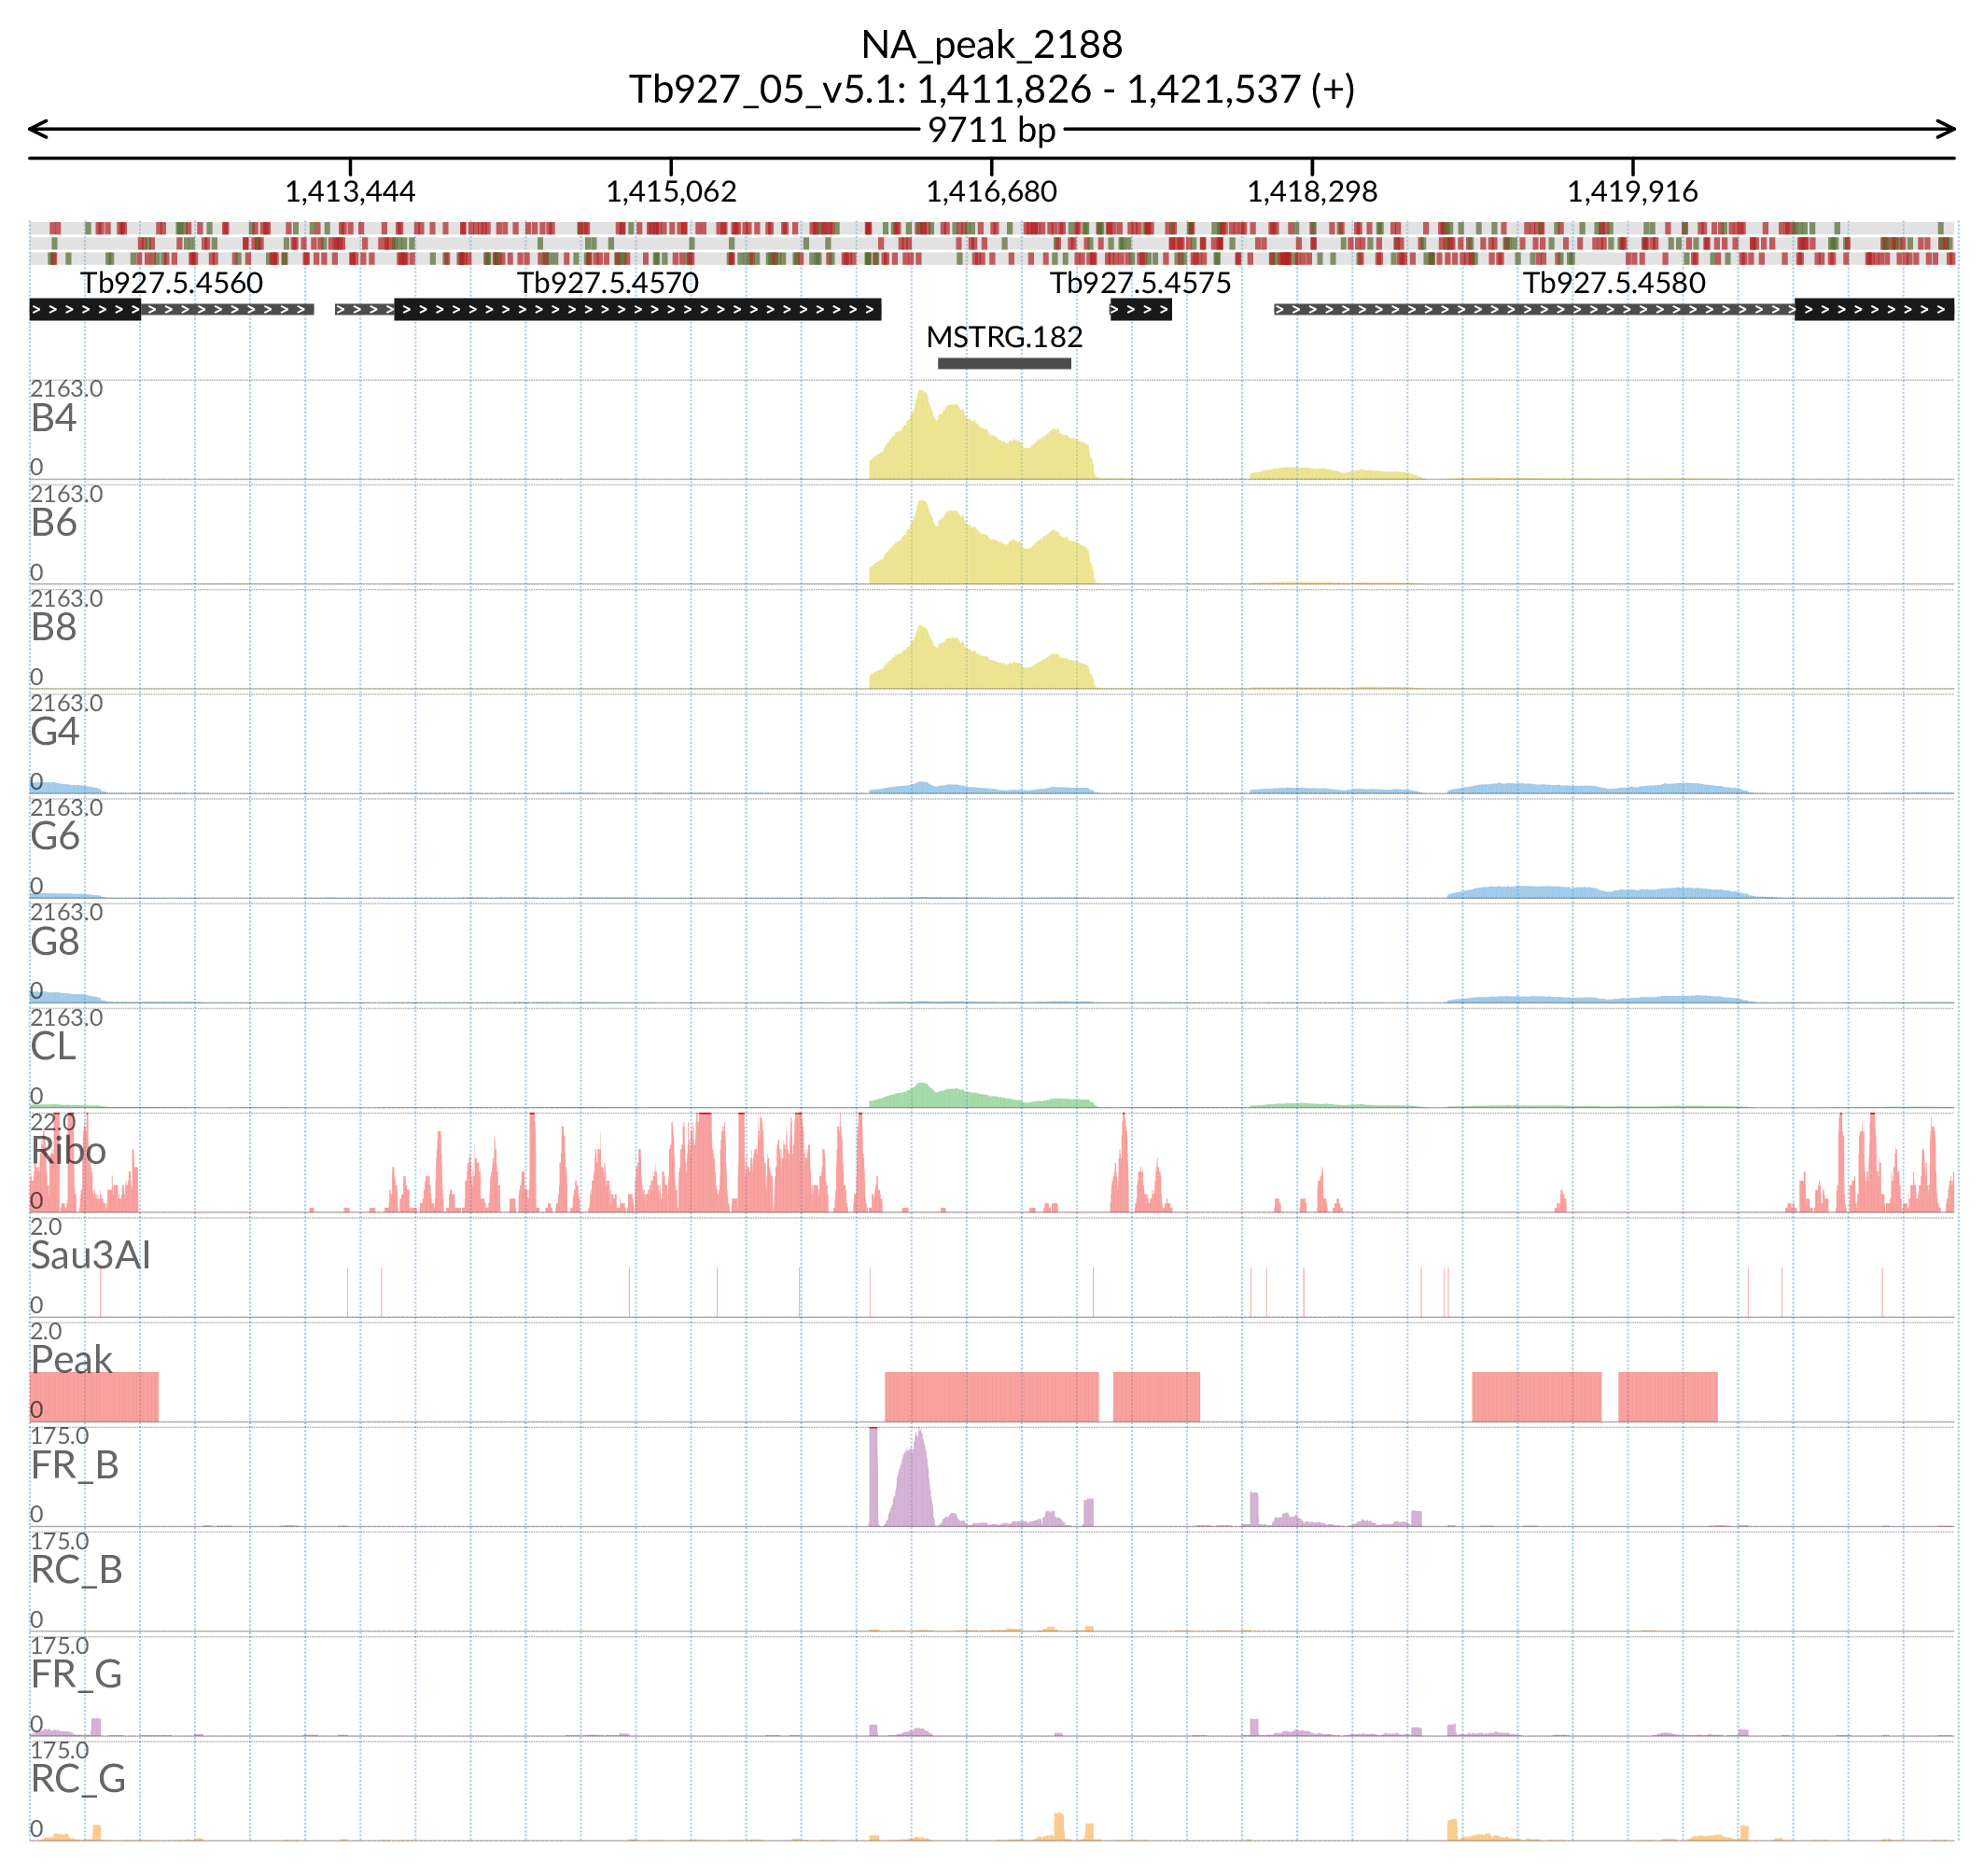 NA_peak_2188
Tb927_05_v5.1: 1,411,826 - 1,421,537 (+)
9711 bp
1,413,444 1,415,062 1,416,680 1,418,298 1,419,916
Tb927.5.4560 Tb927.5.4570 Tb927.5.4575 Tb927.5.4580
MSTRG.182
2163.0
B4
0
2163.0
B6
0
2163.0
B8
0
2163.0
G4
0
2163.0
G6
0
2163.0
G8
0
2163.0
CL
0
22.0
Ribo
0
2.0
Sau3AI
0
2.0
Peak
0
175.0
FR_B
0
175.0
RC_B
0
175.0
FR_G
0
175.0
RC_G
0